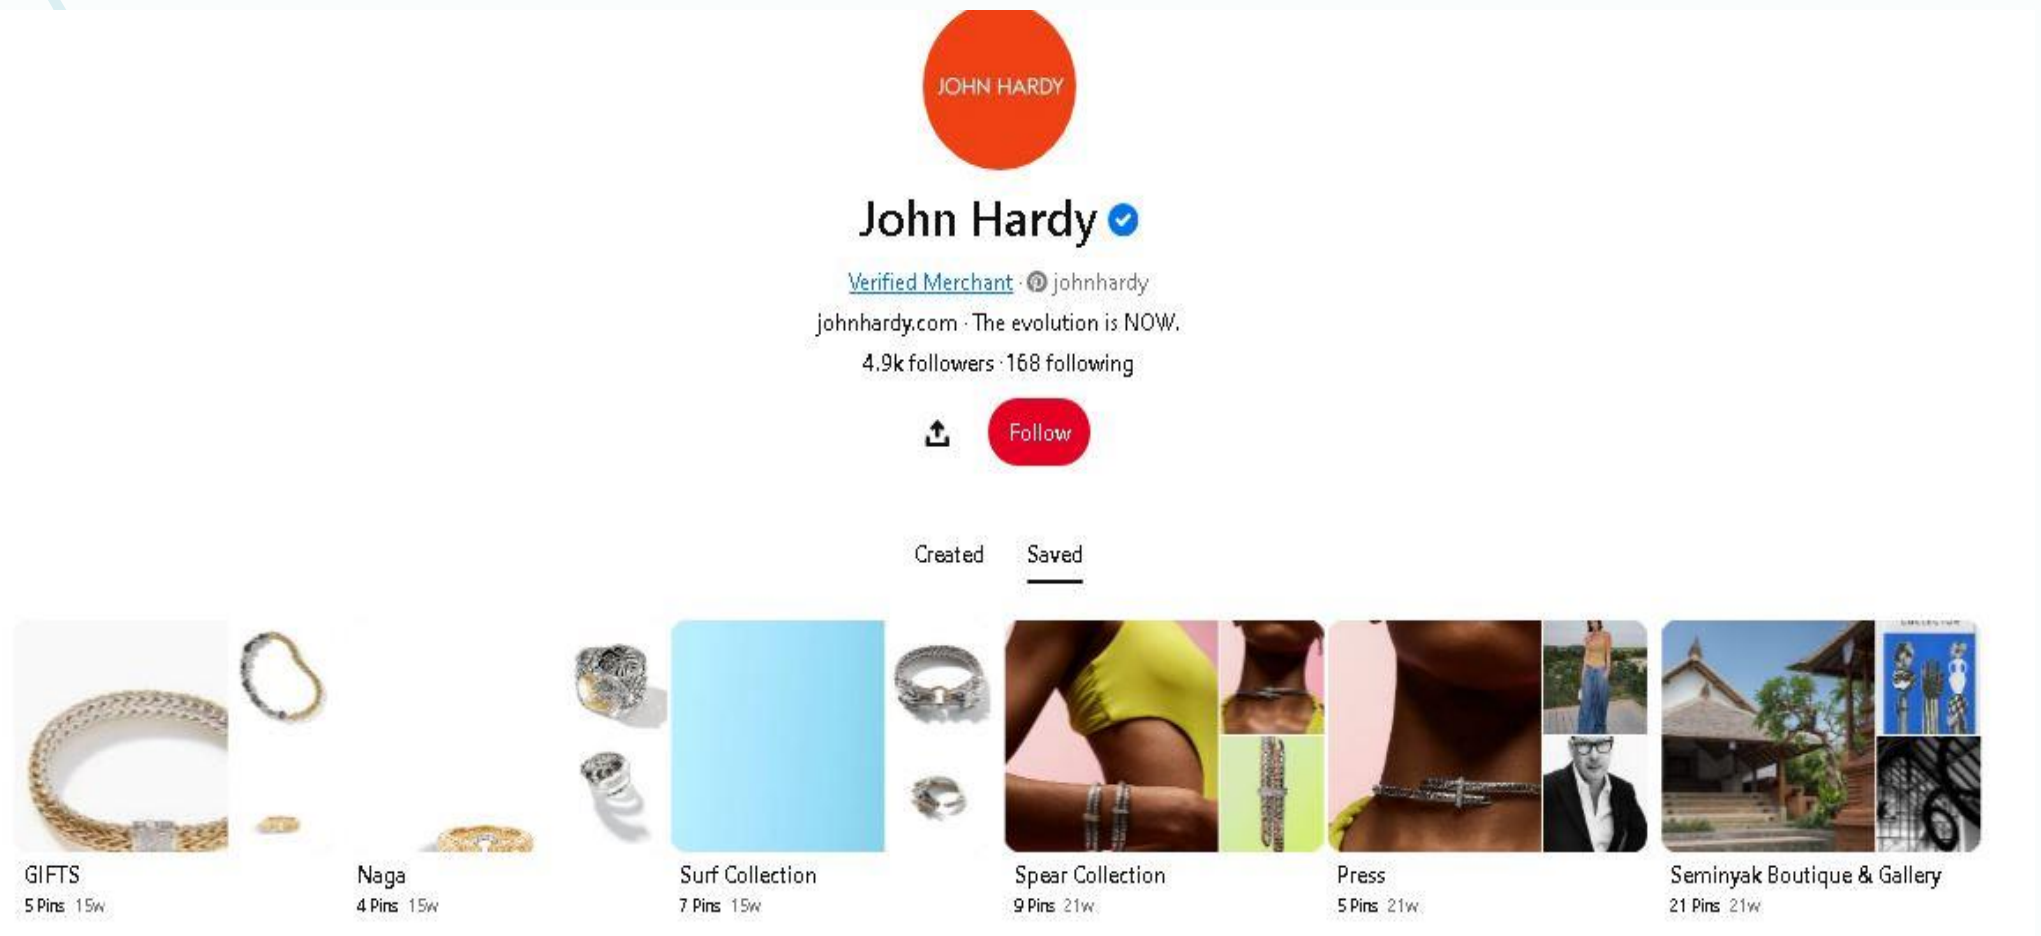 JOHN HARDY
John Hardy
Verified Merchant · johnhardy
johnhardy.com · The evolution is NOW.
4.9k followers · 168 following
Follow
Created Saved
GIFTS
5 Pins 15w
Naga
4 Pins 15w
Surf Collection
7 Pins 15w
Spear Collection
9 Pins 21w
Press
5 Pins 21w
Seminyak Boutique & Gallery
21 Pins 21w